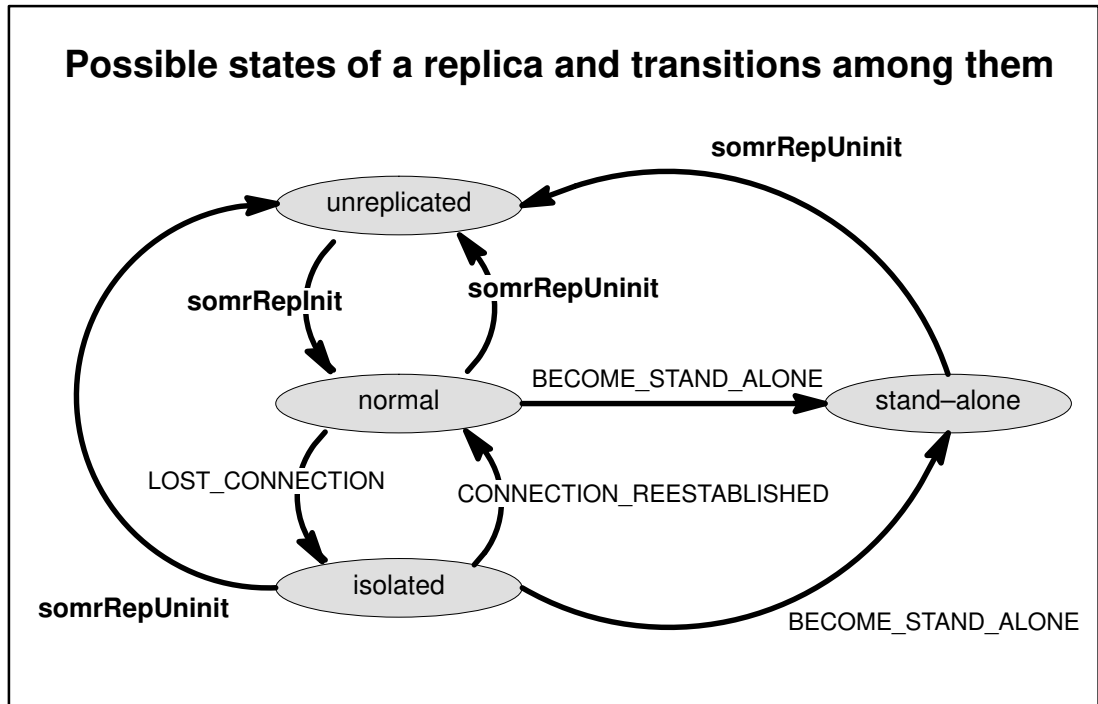 Possible states of a replica and transitions among them
somrRepUninit
unreplicated
somrRepInit
somrRepUninit
BECOME_STAND_ALONE
normal
stand–alone
LOST_CONNECTION
CONNECTION_REESTABLISHED
isolated
somrRepUninit
BECOME_STAND_ALONE